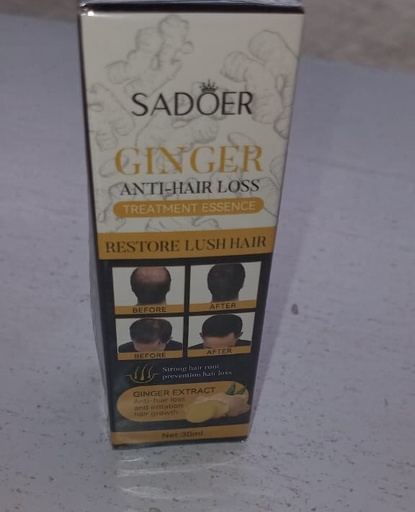 SADOER
GINGER
ANTI-HAIR LOSS
TREATMENT ESSENCE
RESTORE LUSH HAIR
BEFORE
AFTER
BEFORE
AFTER
Strong hair root
prevention hair loss
GINGER EXTRACT
Anti-hair loss
and irritation
hair growth
Net:30ml